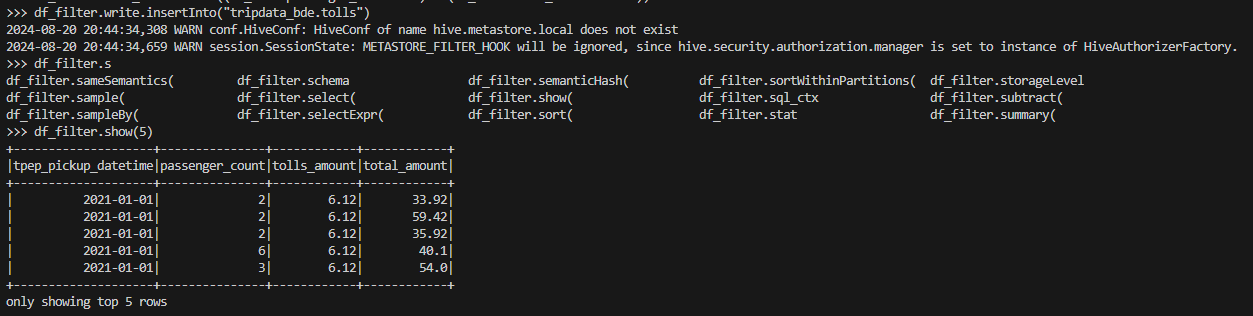 >>> df_filter.write.insertInto("tripdata_bde.tolls")
2024-08-20 20:44:34,308 WARN conf.HiveConf: HiveConf of name hive.metastore.local does not exist
2024-08-20 20:44:34,659 WARN session.SessionState: METASTORE_FILTER_HOOK will be ignored, since hive.security.authorization.manager is set to instance of HiveAuthorizerFactory.
>>> df_filter.s
df_filter.sameSemantics(        df_filter.schema                df_filter.semanticHash(         df_filter.sortWithinPartitions( df_filter.storageLevel
df_filter.sample(               df_filter.select(               df_filter.show(                 df_filter.sql_ctx               df_filter.subtract(
df_filter.sampleBy(             df_filter.selectExpr(           df_filter.sort(                 df_filter.stat                  df_filter.summary(
>>> df_filter.show(5)
+--------------------+---------------+------------+------------+
|tpep_pickup_datetime|passenger_count|tolls_amount|total_amount|
+--------------------+---------------+------------+------------+
|          2021-01-01|              2|        6.12|       33.92|
|          2021-01-01|              2|        6.12|       59.42|
|          2021-01-01|              2|        6.12|       35.92|
|          2021-01-01|              6|        6.12|        40.1|
|          2021-01-01|              3|        6.12|        54.0|
+--------------------+---------------+------------+------------+
only showing top 5 rows